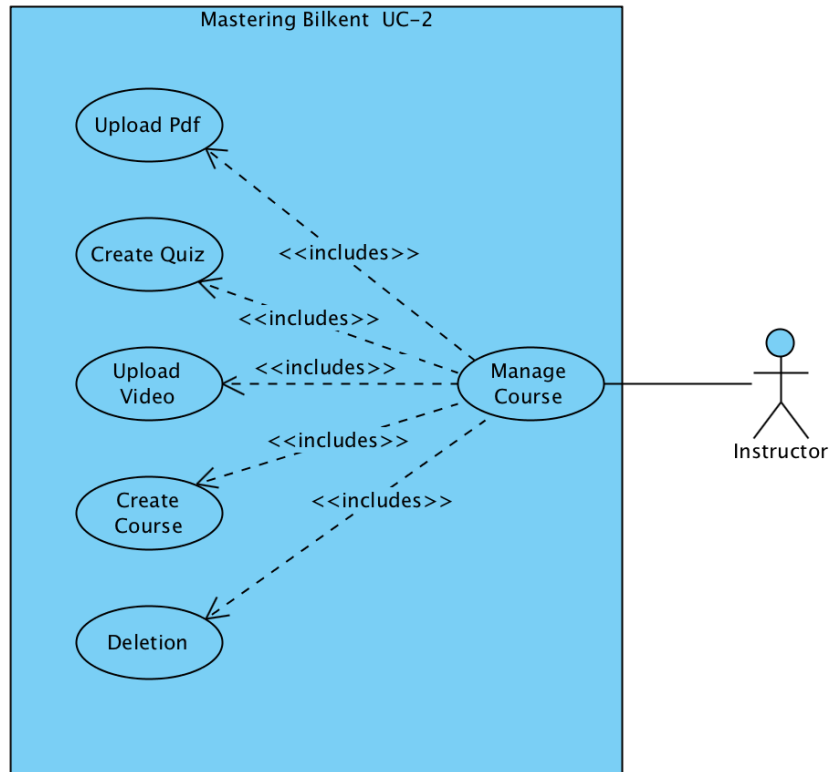 Mastering Bilkent UC-2
Upload Pdf
Create Quiz
<<includes>>
<<includes>>
Upload
Video
<<includes>>
Manage
Course
Instructor
<<includes>>
Create
Course
<<includes>>
Deletion